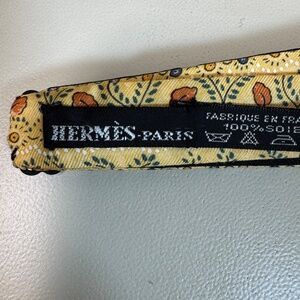 HERMÈS-PARIS
FABRIQUE EN FRA
100% SOIE